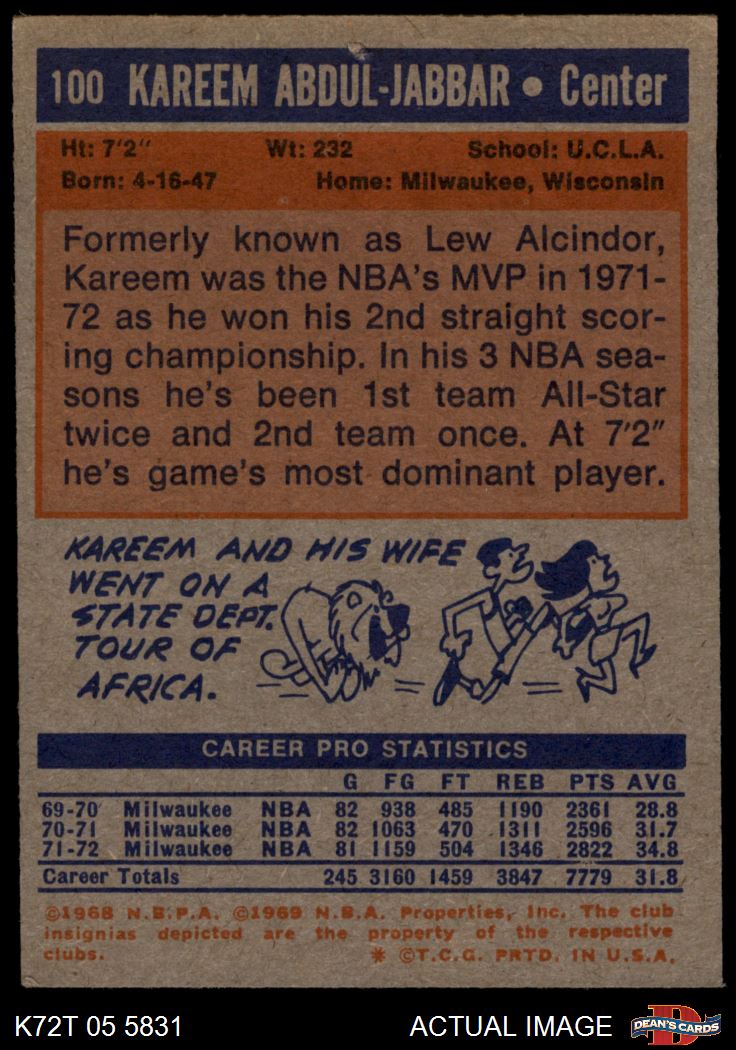 100 KAREEM ABDUL-JABBAR • Center
Ht: 7'2" Wt: 232 School: U.C.L.A.
Born: 4-16-47 Home: Milwaukee, Wisconsin
Formerly known as Lew Alcindor,
Kareem was the NBA's MVP in 1971-
72 as he won his 2nd straight scor-
ing championship. In his 3 NBA sea-
sons he's been 1st team All-Star
twice and 2nd team once. At 7'2"
he's game's most dominant player.
KAREEM AND HIS WIFE
WENT ON A
STATE DEPT.
TOUR OF
AFRICA.
CAREER PRO STATISTICS
G FG FT REB PTS AVG
69-70 Milwaukee NBA 82 938 485 1190 2361 28.8
70-71 Milwaukee NBA 82 1063 470 1311 2596 31.7
71-72 Milwaukee NBA 81 1159 504 1346 2822 34.8
Career Totals 245 3160 1459 3847 7779 31.8
©1968 N.B.P.A. ©1969 N.B.A. Properties, Inc. The club
insignias depicted are the property of the respective
clubs. * ©T.C.G. PRTD. IN U.S.A.
K72T 05 5831 ACTUAL IMAGE DEAN'S CARDS